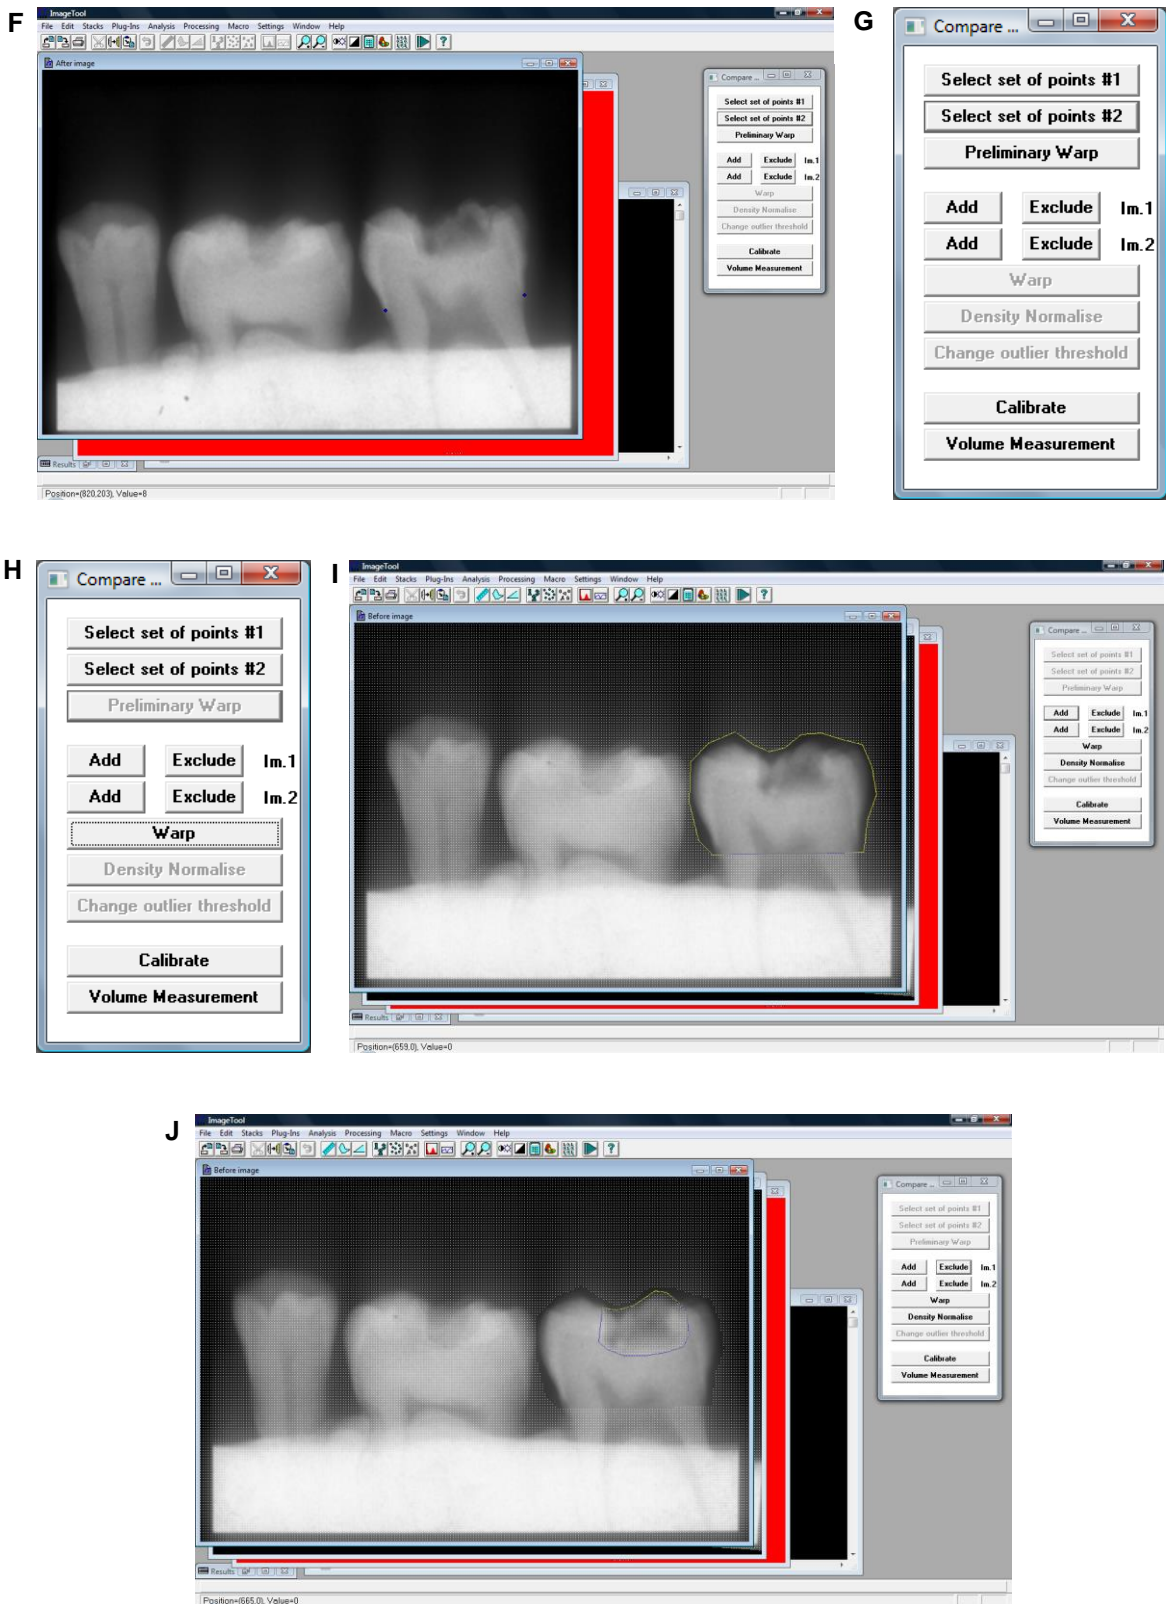 F
ImageTool
File Edit Stacks Plug-Ins Analysis Processing Macro Settings Window Help
After image
Compare ...
Select set of points #1
Select set of points #2
Preliminary Warp
Add Exclude Im.1
Add Exclude Im.2
Warp
Density Normalise
Change outlier threshold
Calibrate
Volume Measurement
Results
Position=(820,203), Value=8
G
Compare ...
Select set of points #1
Select set of points #2
Preliminary Warp
Add Exclude Im.1
Add Exclude Im.2
Warp
Density Normalise
Change outlier threshold
Calibrate
Volume Measurement
H
Compare ...
Select set of points #1
Select set of points #2
Preliminary Warp
Add Exclude Im.1
Add Exclude Im.2
Warp
Density Normalise
Change outlier threshold
Calibrate
Volume Measurement
I
ImageTool
File Edit Stacks Plug-Ins Analysis Processing Macro Settings Window Help
Before image
Compare ...
Select set of points #1
Select set of points #2
Preliminary Warp
Add Exclude Im.1
Add Exclude Im.2
Warp
Density Normalise
Change outlier threshold
Calibrate
Volume Measurement
Results
Position=(659,0), Value=0
J
ImageTool
File Edit Stacks Plug-Ins Analysis Processing Macro Settings Window Help
Before image
Compare ...
Select set of points #1
Select set of points #2
Preliminary Warp
Add Exclude Im.1
Add Exclude Im.2
Warp
Density Normalise
Change outlier threshold
Calibrate
Volume Measurement
Results
Position=(665,0), Value=0